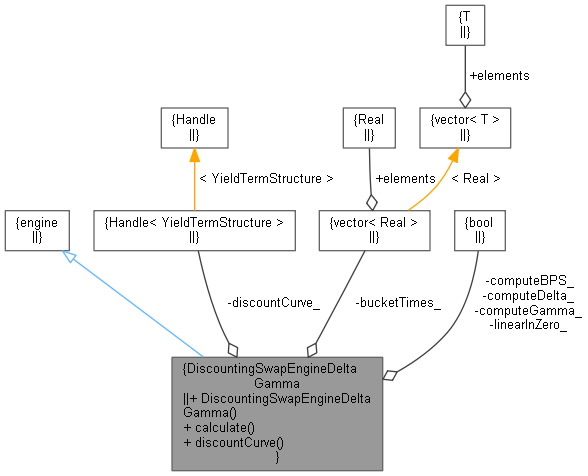 {T
||}
+elements
{Handle
||}
{Real
||}
{vector< T >
||}
< YieldTermStructure >
+elements
< Real >
{engine
||}
{Handle< YieldTermStructure >
||}
{vector< Real >
||}
{bool
||}
-discountCurve_
-bucketTimes_
-computeBPS_
-computeDelta_
-computeGamma_
-linearInZero_
{DiscountingSwapEngineDelta
Gamma
||+ DiscountingSwapEngineDelta
Gamma()
+ calculate()
+ discountCurve()
}